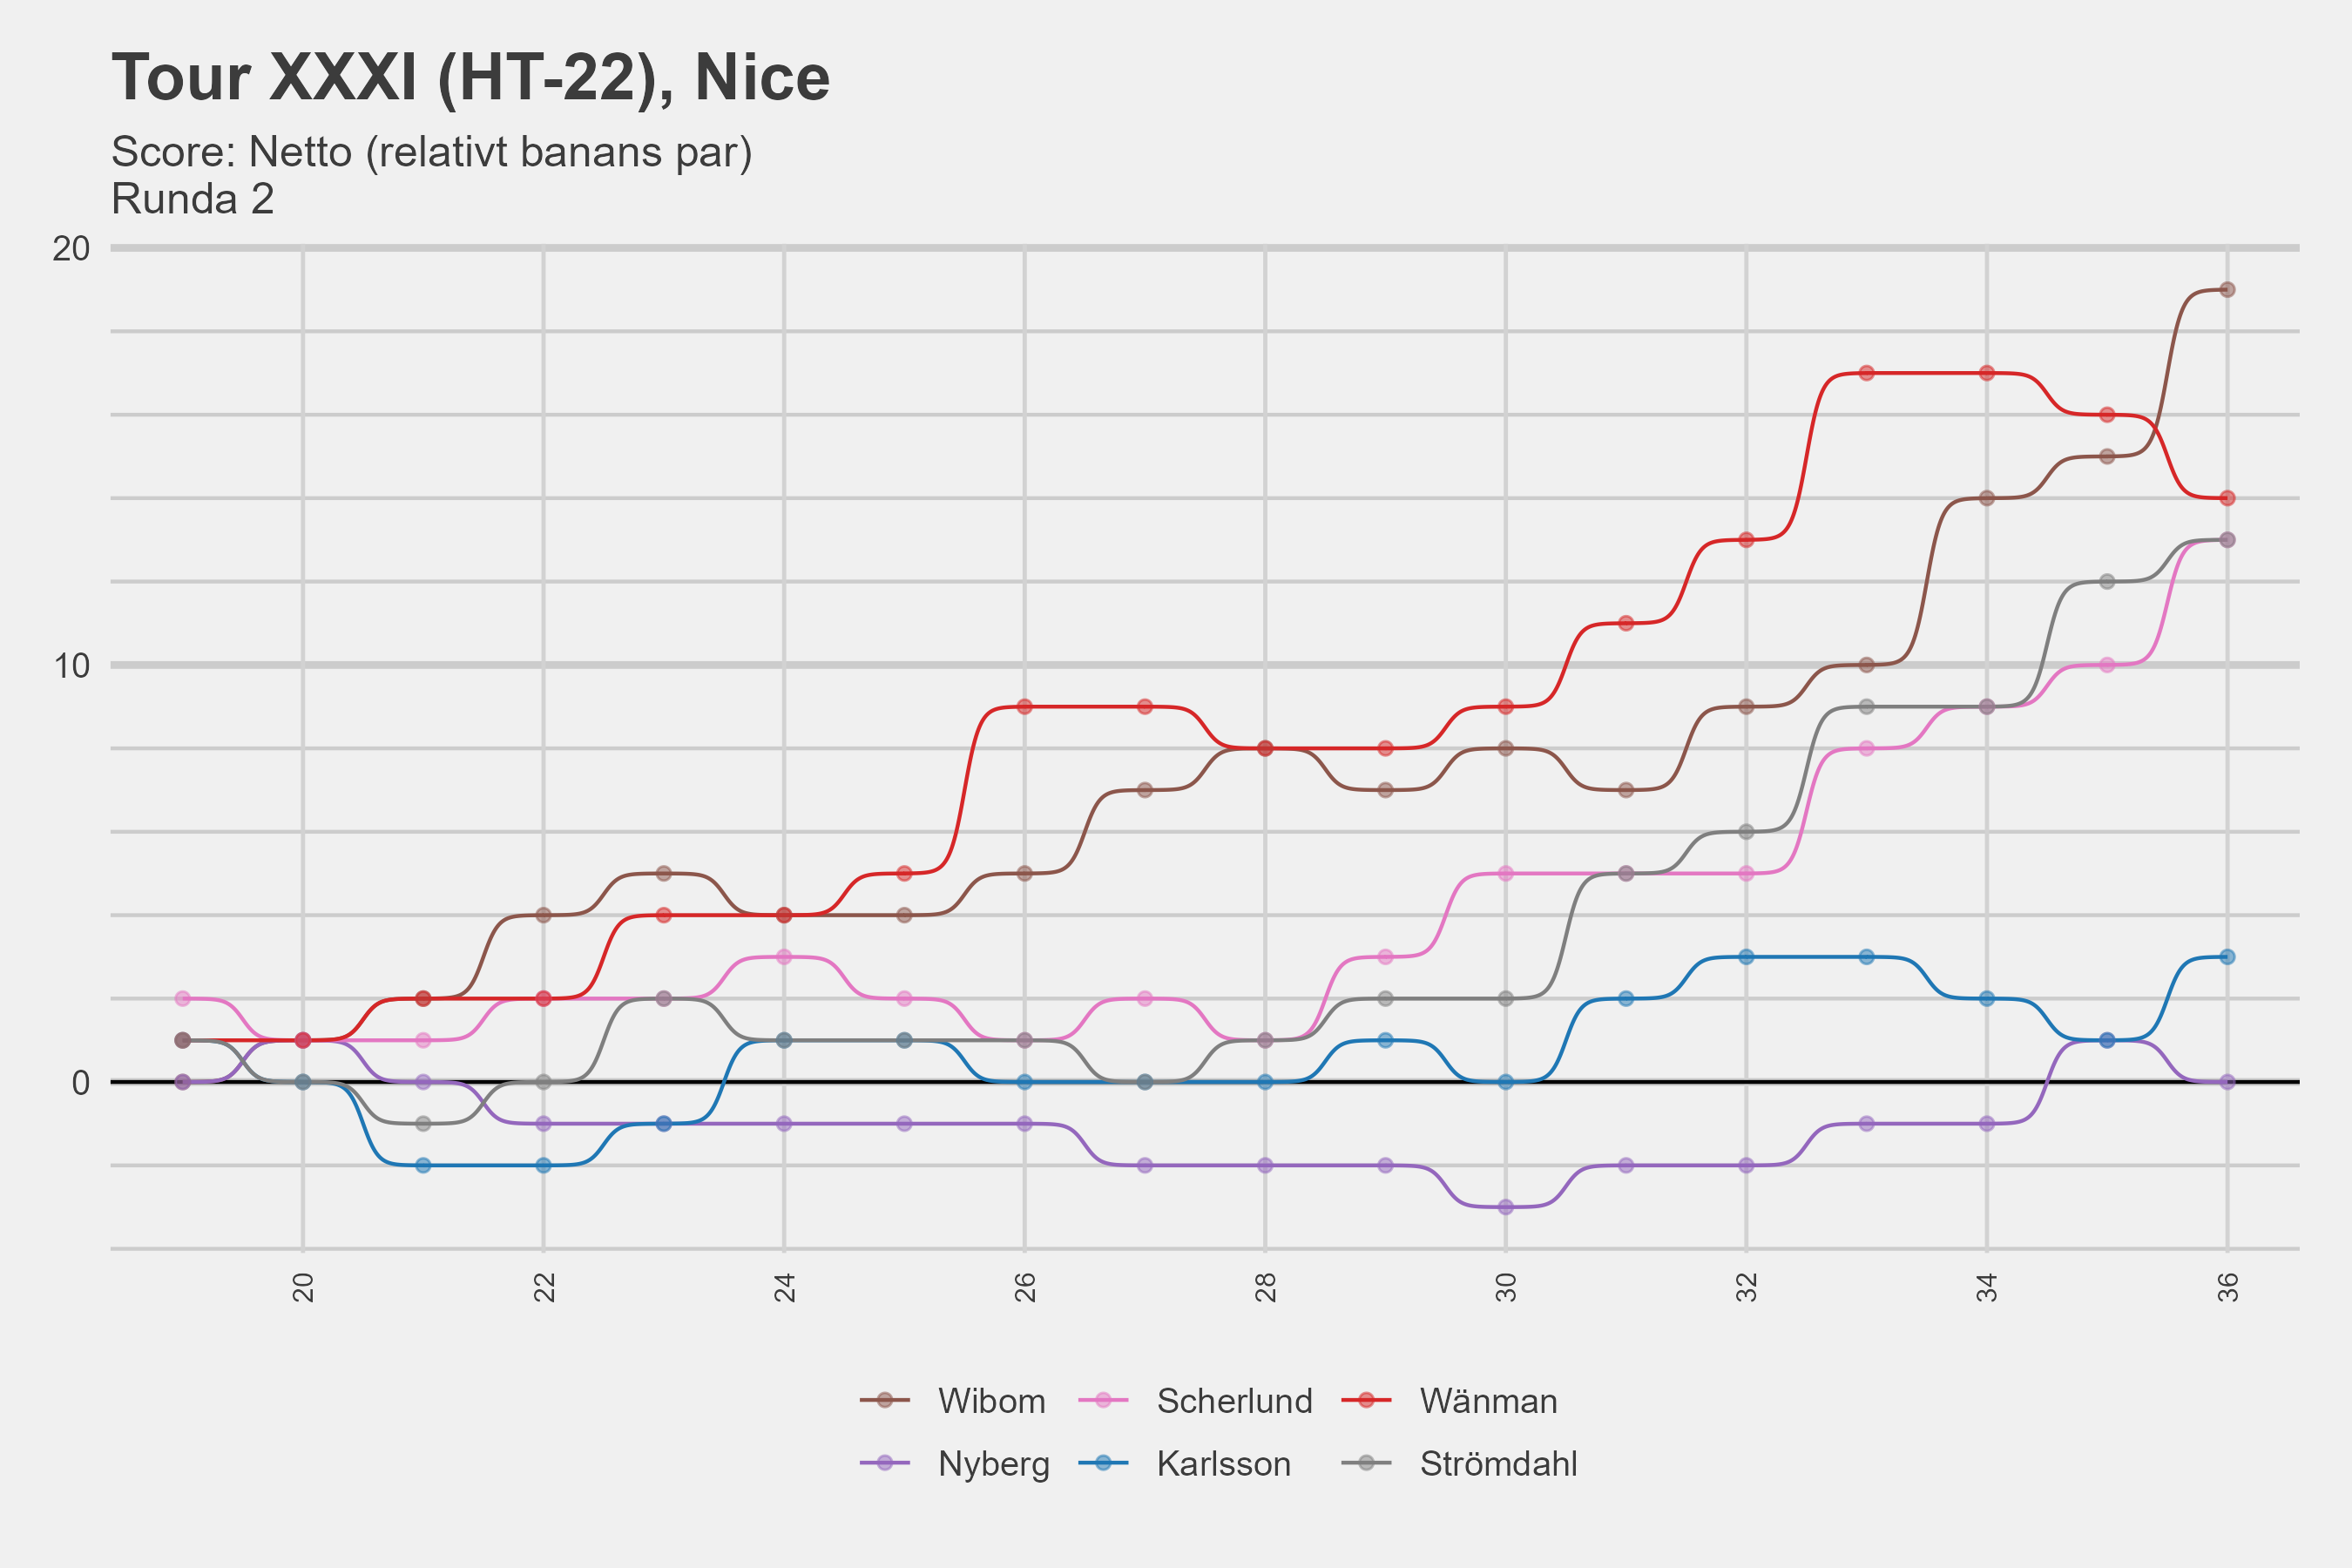 Tour XXXI (HT-22), Nice
Score: Netto (relativt banans par)
Runda 2
20
10
0
20 22 24 26 28 30 32 34 36
Wibom Scherlund Wänman
Nyberg Karlsson Strömdahl